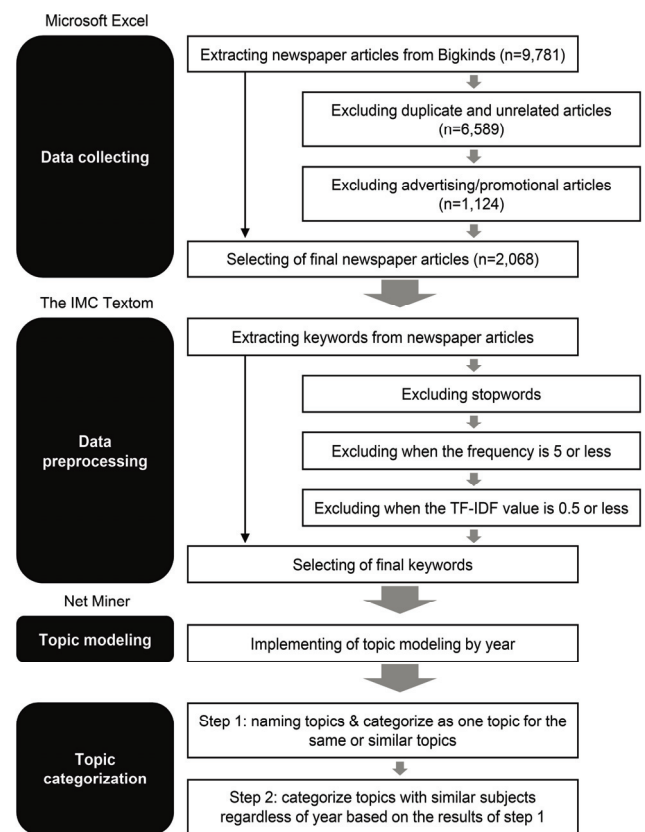 Microsoft Excel
Data collecting
Extracting newspaper articles from Bigkinds (n=9,781)
Excluding duplicate and unrelated articles
(n=6,589)
Excluding advertising/promotional articles
(n=1,124)
Selecting of final newspaper articles (n=2,068)
The IMC Textom
Data
preprocessing
Extracting keywords from newspaper articles
Excluding stopwords
Excluding when the frequency is 5 or less
Excluding when the TF-IDF value is 0.5 or less
Selecting of final keywords
Net Miner
Topic modeling
Implementing of topic modeling by year
Topic
categorization
Step 1: naming topics & categorize as one topic for the
same or similar topics
Step 2: categorize topics with similar subjects
regardless of year based on the results of step 1